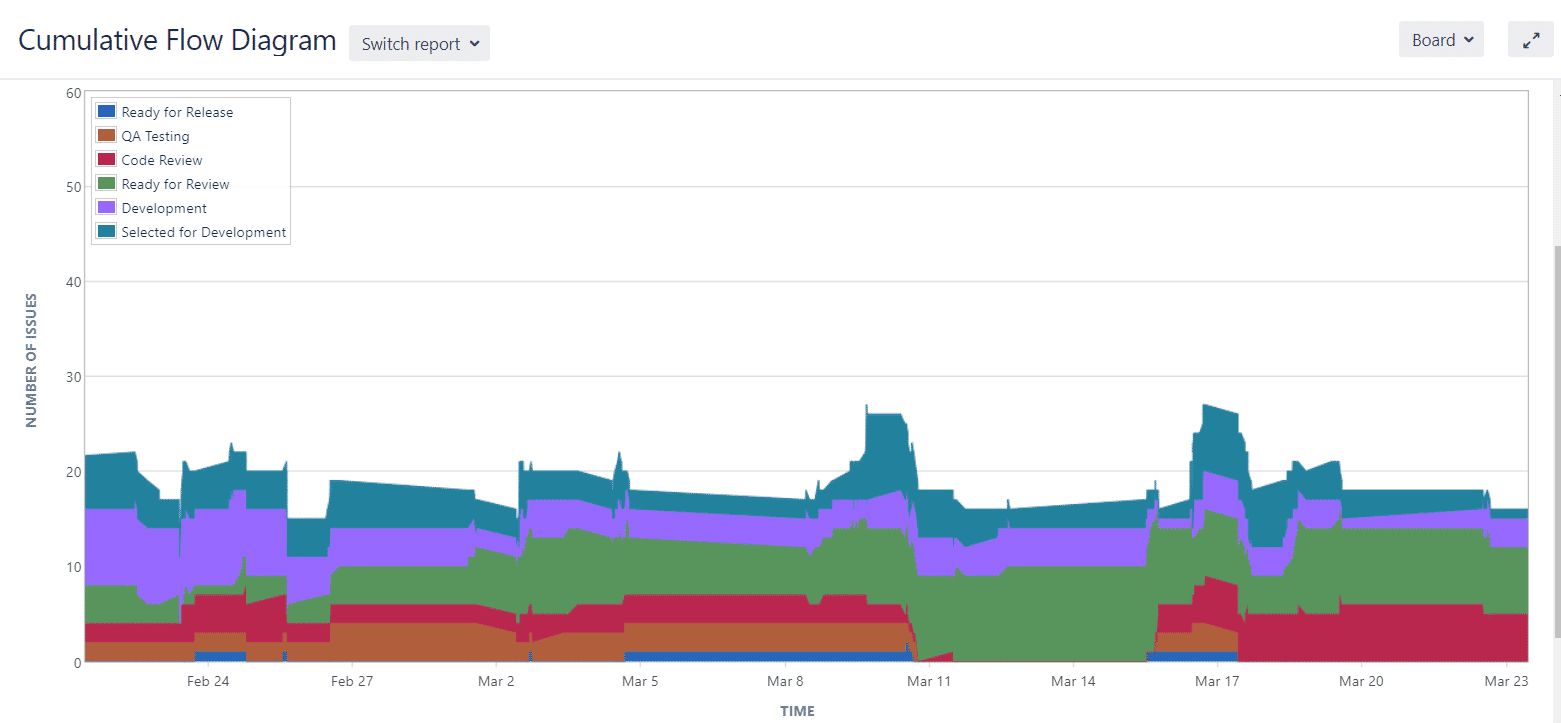 Cumulative Flow Diagram
Switch report
Board
Ready for Release
QA Testing
Code Review
Ready for Review
Development
Selected for Development
NUMBER OF ISSUES
60
50
40
30
20
10
0
Feb 24
Feb 27
Mar 2
Mar 5
Mar 8
Mar 11
Mar 14
Mar 17
Mar 20
Mar 23
TIME